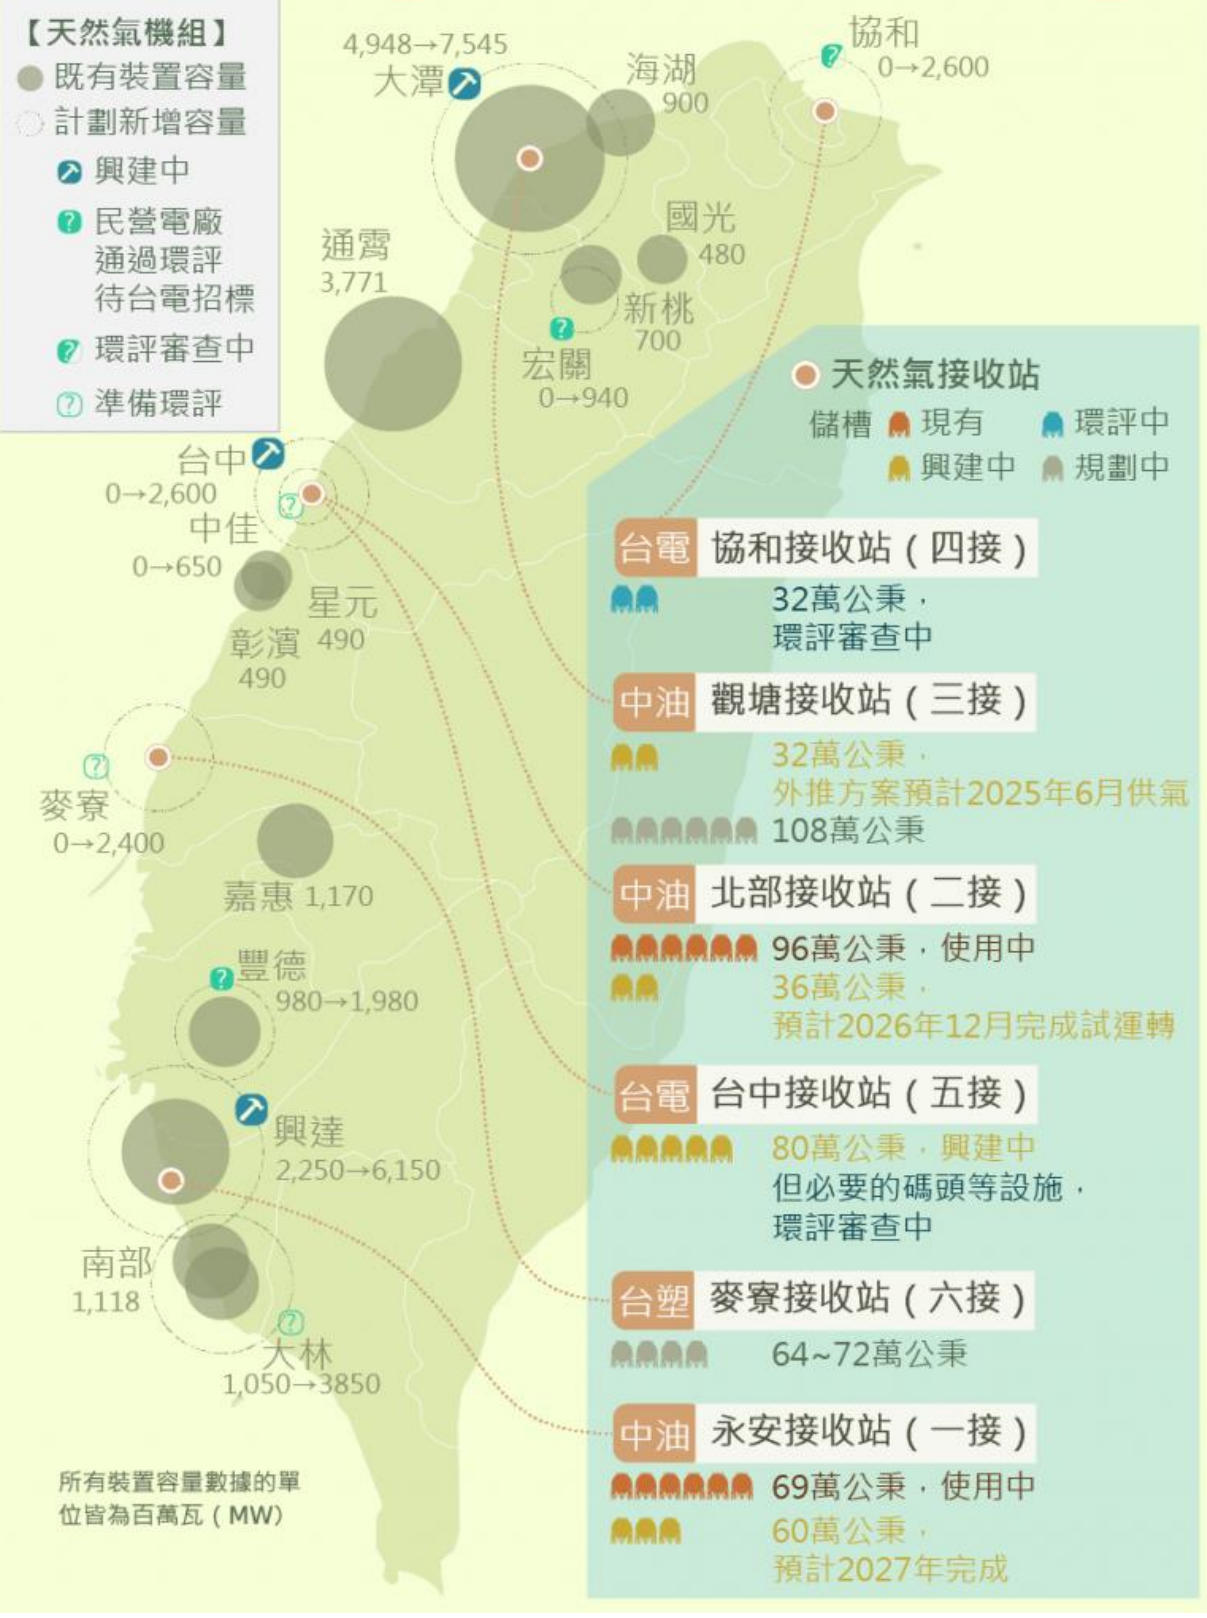 【天然氣機組】
既有裝置容量
計劃新增容量
興建中
民營電廠
通過環評
待台電招標
環評審查中
準備環評
4,948→7,545
大潭
海湖
900
協和
0→2,600
國光
480
通霄
3,771
新桃
700
宏關
0→940
台中
0→2,600
中佳
0→650
星元
490
彰濱
490
麥寮
0→2,400
嘉惠 1,170
豐德
980→1,980
興達
2,250→6,150
南部
1,118
大林
1,050→3850
所有裝置容量數據的單
位皆為百萬瓦（MW）
天然氣接收站
儲槽 現有 環評中
興建中 規劃中
台電 協和接收站（四接）
32萬公秉，
環評審查中
中油 觀塘接收站（三接）
32萬公秉，
外推方案預計2025年6月供氣
108萬公秉
中油 北部接收站（二接）
96萬公秉，使用中
36萬公秉，
預計2026年12月完成試運轉
台電 台中接收站（五接）
80萬公秉，興建中
但必要的碼頭等設施，
環評審查中
台塑 麥寮接收站（六接）
64~72萬公秉
中油 永安接收站（一接）
69萬公秉，使用中
60萬公秉，
預計2027年完成